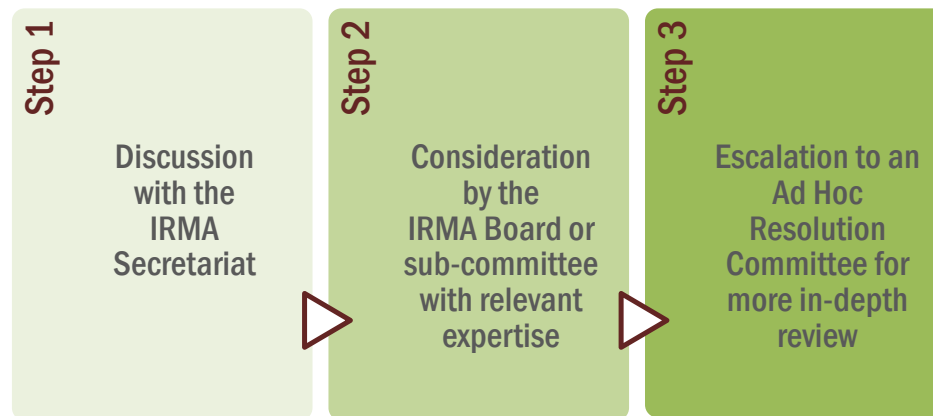 Step 1
Discussion
with the
IRMA
Secretariat
Step 2
Consideration
by the
IRMA Board or
sub-committee
with relevant
expertise
Step 3
Escalation to an
Ad Hoc
Resolution
Committee for
more in-depth
review